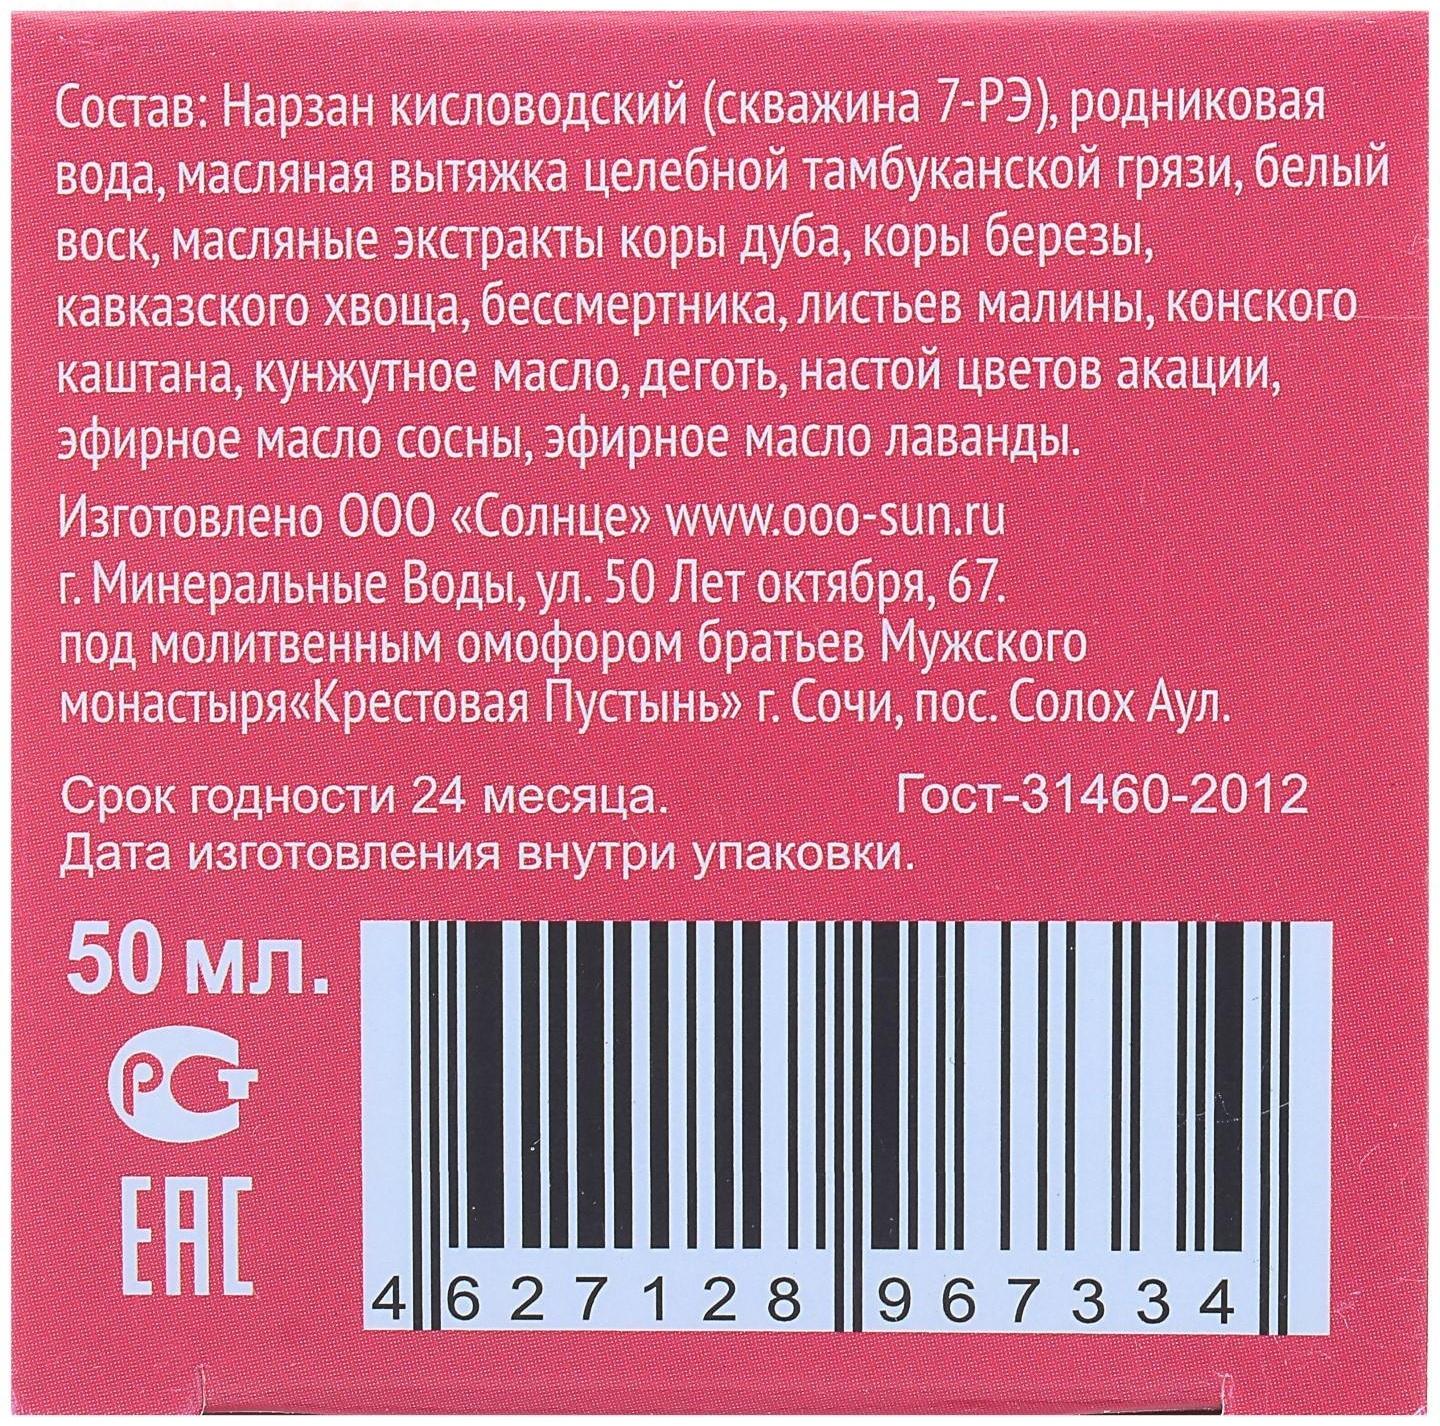 Состав: Нарзан кисловодский (скважина 7-РЭ), родниковая
вода, масляная вытяжка целебной тамбуканской грязи, белый
воск, масляные экстракты коры дуба, коры березы,
кавказского хвоща, бессмертника, листьев малины, конского
каштана, кунжутное масло, деготь, настой цветов акации,
эфирное масло сосны, эфирное масло лаванды.
Изготовлено ООО «Солнце» www.ooo-sun.ru
г. Минеральные Воды, ул. 50 Лет октября, 67.
под молитвенным омофором братьев Мужского
монастыря«Крестовая Пустынь» г. Сочи, пос. Солох Аул.
Срок годности 24 месяца. Гост-31460-2012
Дата изготовления внутри упаковки.
50 мл.
РСТ
ЕАС
4 627128 967334